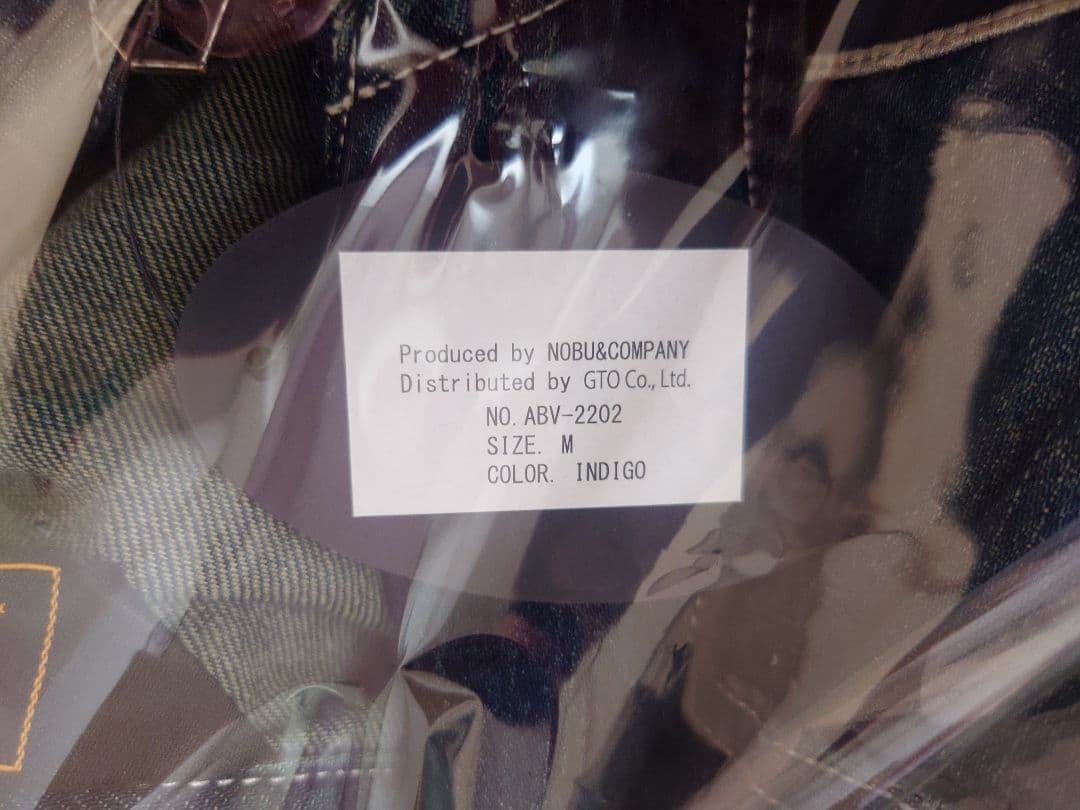 Produced by NOBU&COMPANY
Distributed by GTO Co., Ltd.
NO. ABV-2202
SIZE. M
COLOR. INDIGO